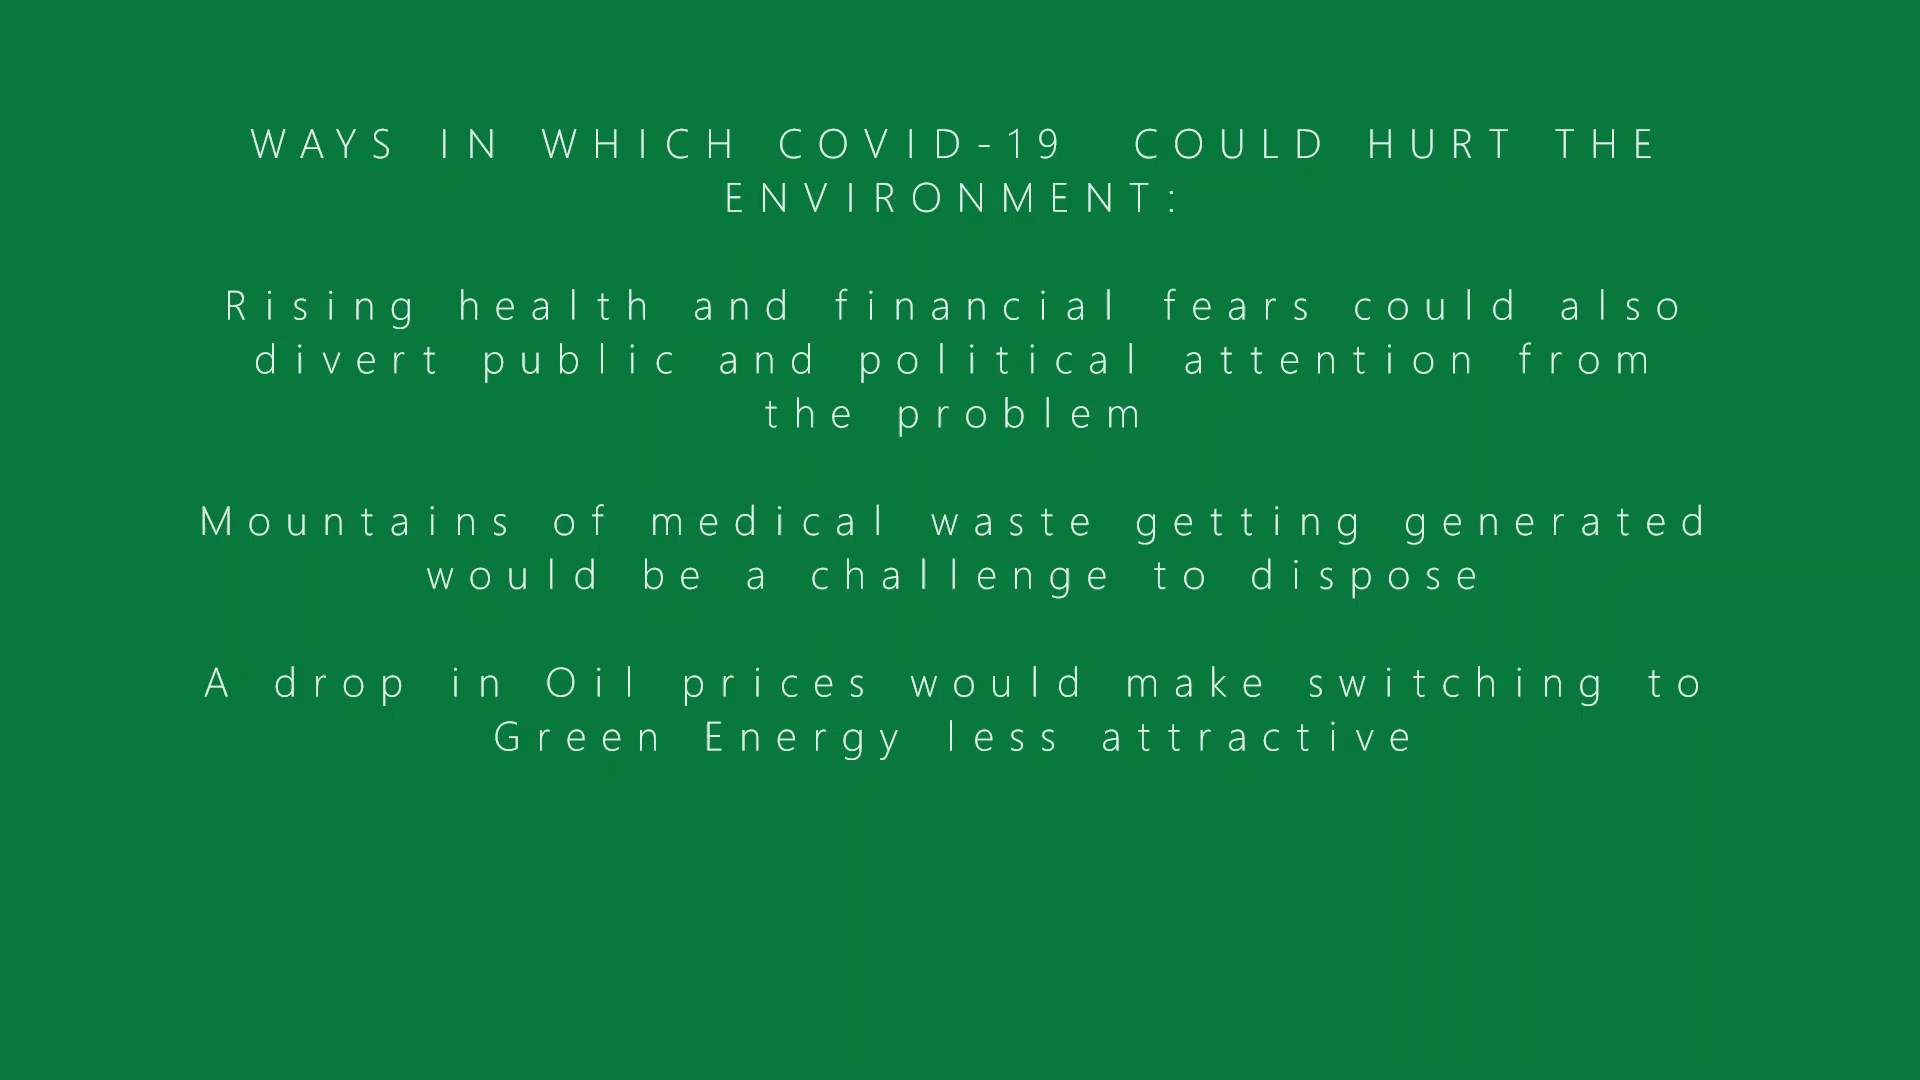 WAYS IN WHICH COVID-19  COULD HURT THE
ENVIRONMENT:
Rising health and financial fears could also
divert public and political attention from
the problem
Mountains of medical waste getting generated
would be a challenge to dispose
A drop in Oil prices would make switching to
Green Energy less attractive